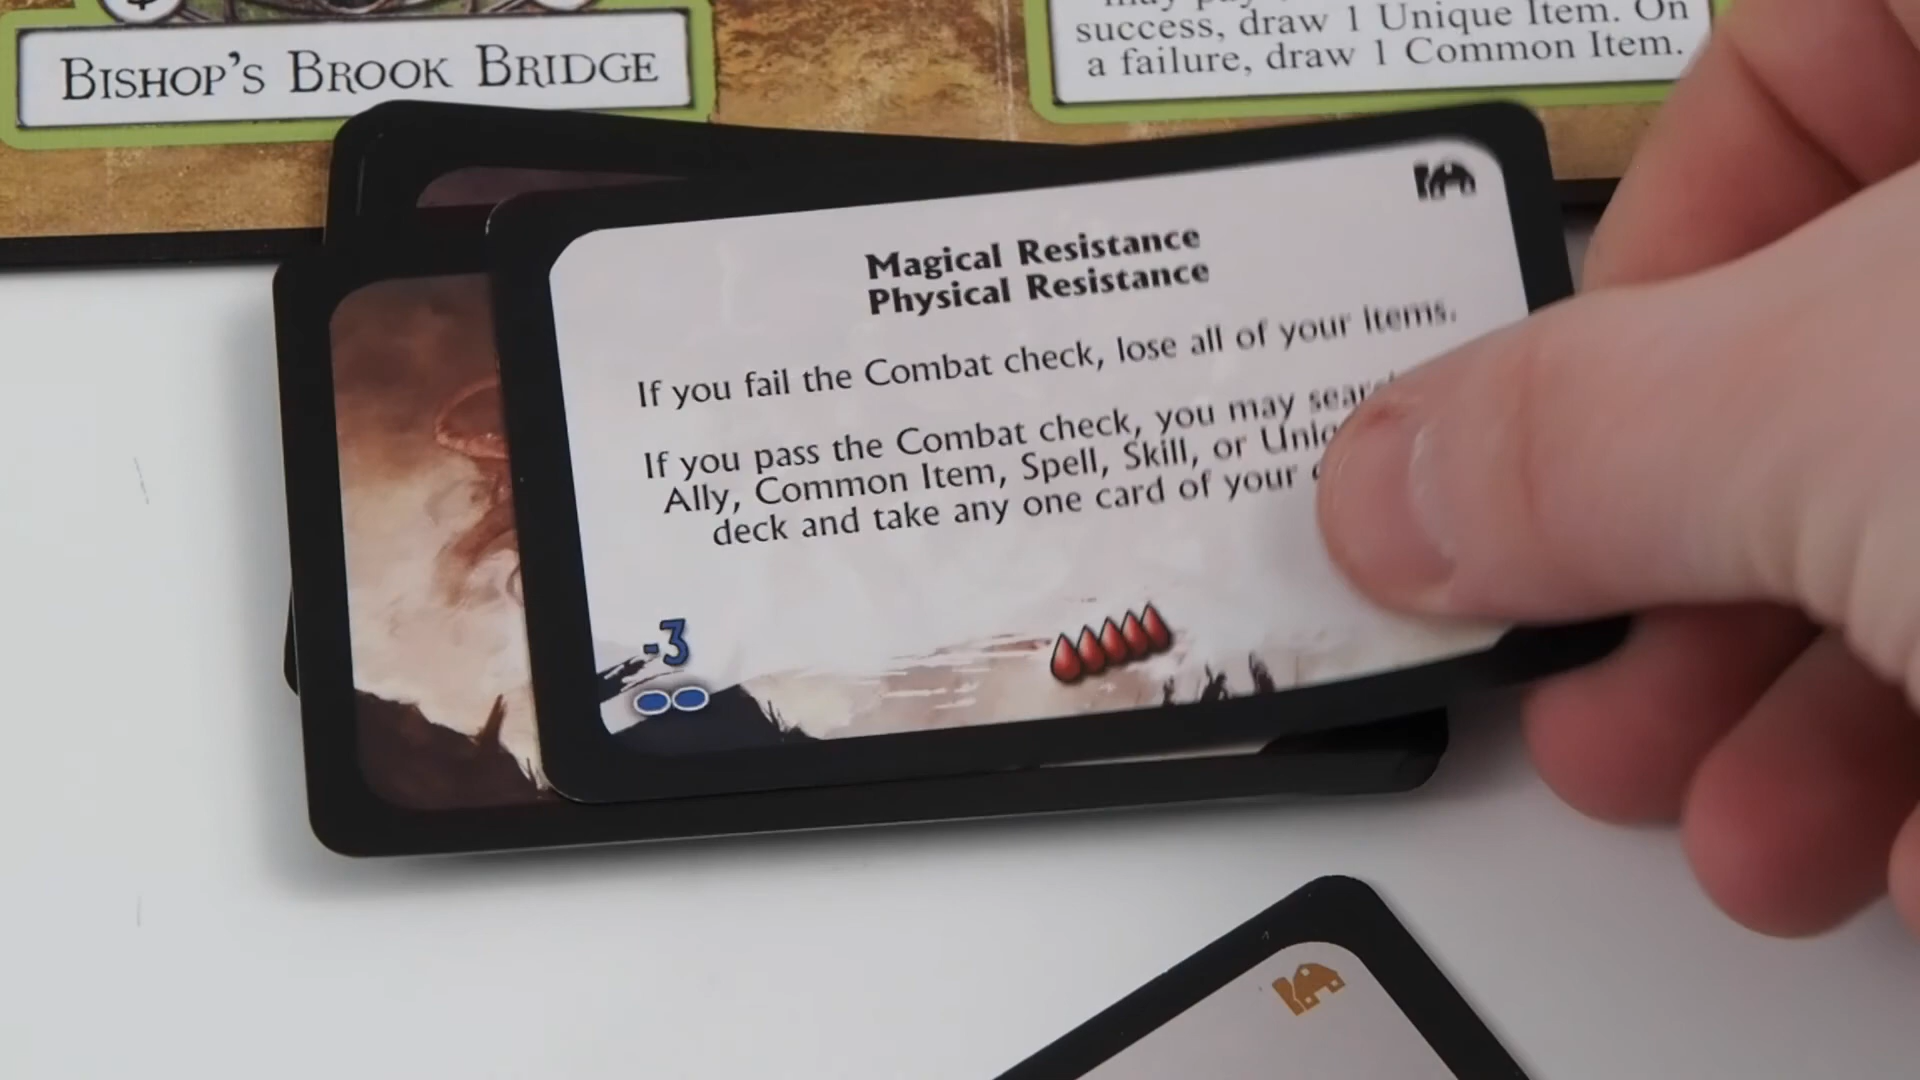 BISHOP'S BROOK BRIDGE
success, draw 1 Unique Item. On
a failure, draw 1 Common Item.
Magical Resistance
Physical Resistance
If you fail the Combat check, lose all of your items.
If you pass the Combat check, you may
Ally, Common Item, Spell, Skill, or
deck and take any one card of your
-3